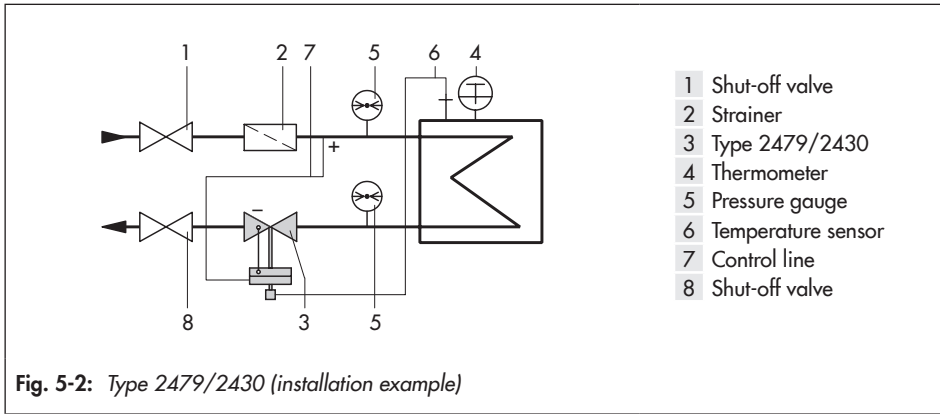 1 2 7 5 6 4
+
−
8 3 5
1 Shut-off valve
2 Strainer
3 Type 2479/2430
4 Thermometer
5 Pressure gauge
6 Temperature sensor
7 Control line
8 Shut-off valve
Fig. 5-2: Type 2479/2430 (installation example)